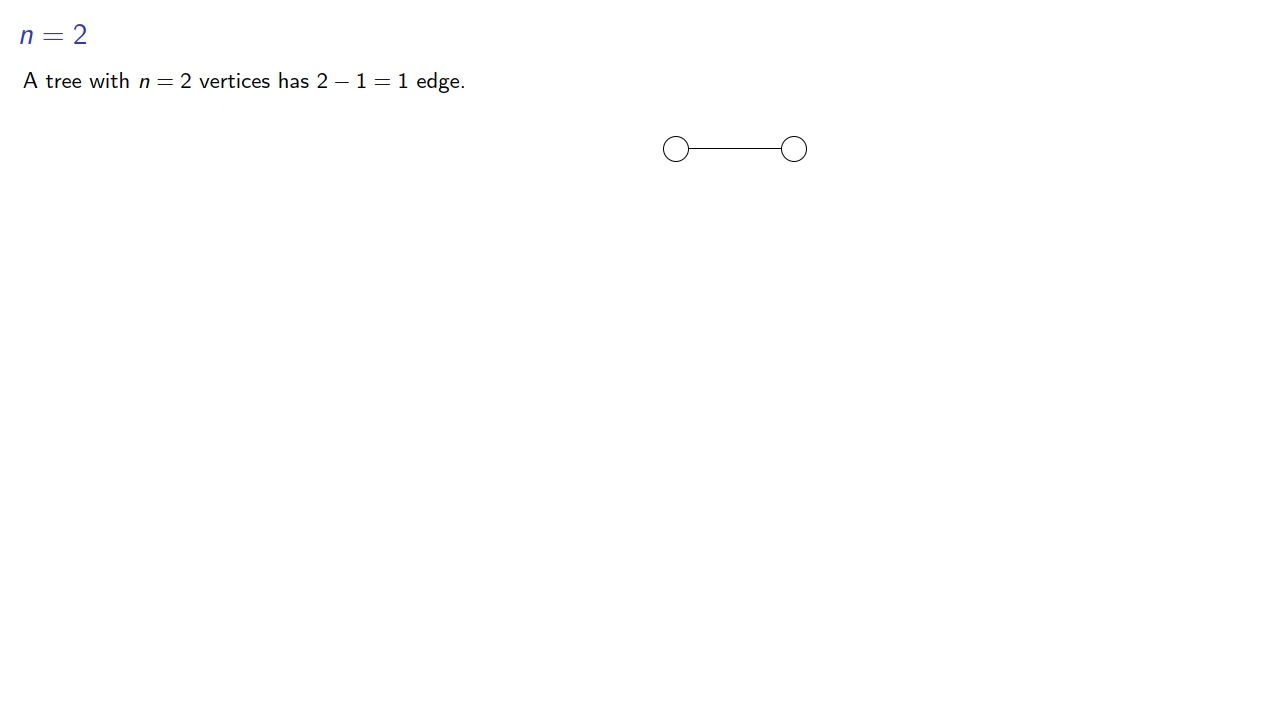 n = 2
A tree with n = 2 vertices has 2 − 1 = 1 edge.